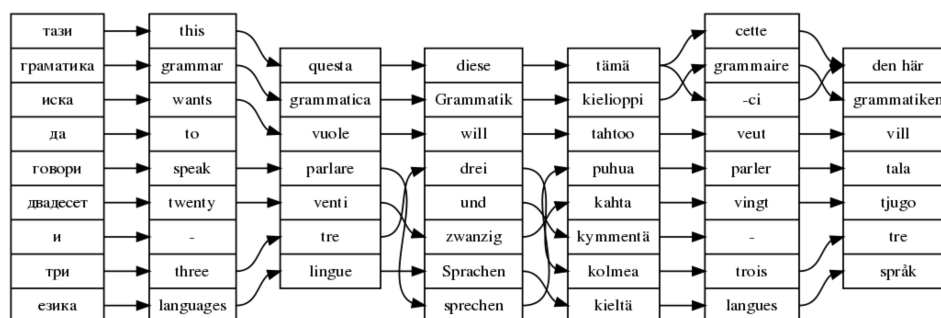 тази
граматика
иска
да
говори
двадесет
и
три
езика
this
grammar
wants
to
speak
twenty
-
three
languages
questa
grammatica
vuole
parlare
venti
tre
lingue
diese
Grammatik
will
drei
und
zwanzig
Sprachen
sprechen
tämä
kielioppi
tahtoo
puhua
kahta
kymmentä
kolmea
kieltä
cette
grammaire
-ci
veut
parler
vingt
-
trois
langues
den här
grammatiken
vill
tala
tjugo
tre
språk